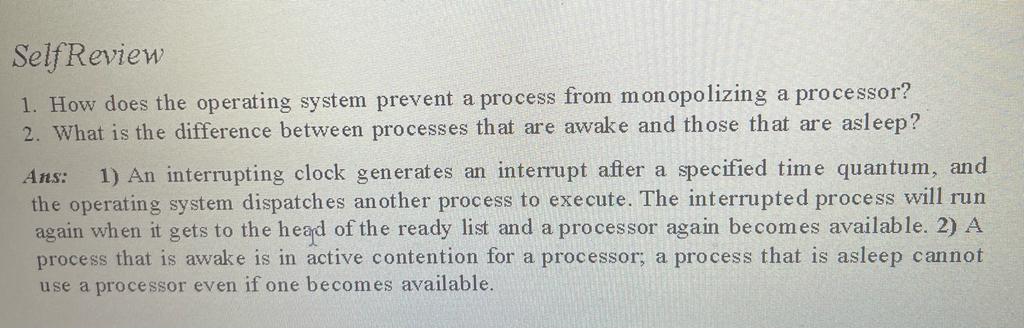 Self Review
1. How does the operating system prevent a process from monopolizing a processor?
2. What is the difference between processes that are awake and those that are asleep?
Ans: 1) An interrupting clock generates an interrupt after a specified time quantum, and
the operating system dispatches another process to execute. The interrupted process will run
again when it gets to the head of the ready list and a processor again becomes available. 2) A
process that is awake is in active contention for a processor; a process that is asleep cannot
use a processor even if one becomes available.